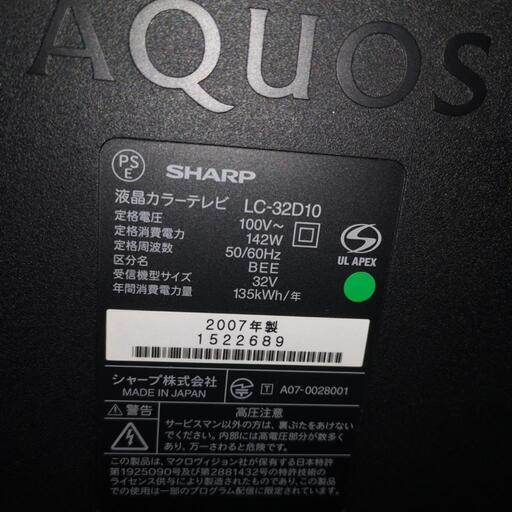 AQUOS
PS
E
SHARP
液晶カラーテレビ LC-32D10
定格電圧 100V~
定格消費電力 142W
定格周波数 50/60Hz
区分名 BEE
受信機型サイズ 32V
年間消費電力量 135kWh/年
S
UL APEX
2007年製
1522689
シャープ株式会社
MADE IN JAPAN
T A07-0028001
警告
高圧注意
サービスマン以外の方は、裏ぶたをあけない
でください。内部には高電圧部分が数多く
あり、万一さわると危険です。
この製品は、マクロヴィジョン社が保有する日本特許
第1925090号及び第2881432号の特許技術の
ライセンス供与により製造されました。この製品
での使用は一部のプログラム配信に限定されています。